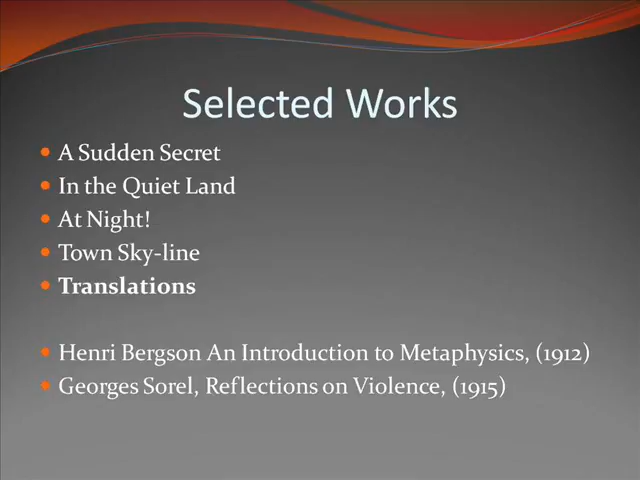 Selected Works
A Sudden Secret
In the Quiet Land
At Night!
Town Sky-line
Translations
Henri Bergson An Introduction to Metaphysics, (1912)
Georges Sorel, Reflections on Violence, (1915)